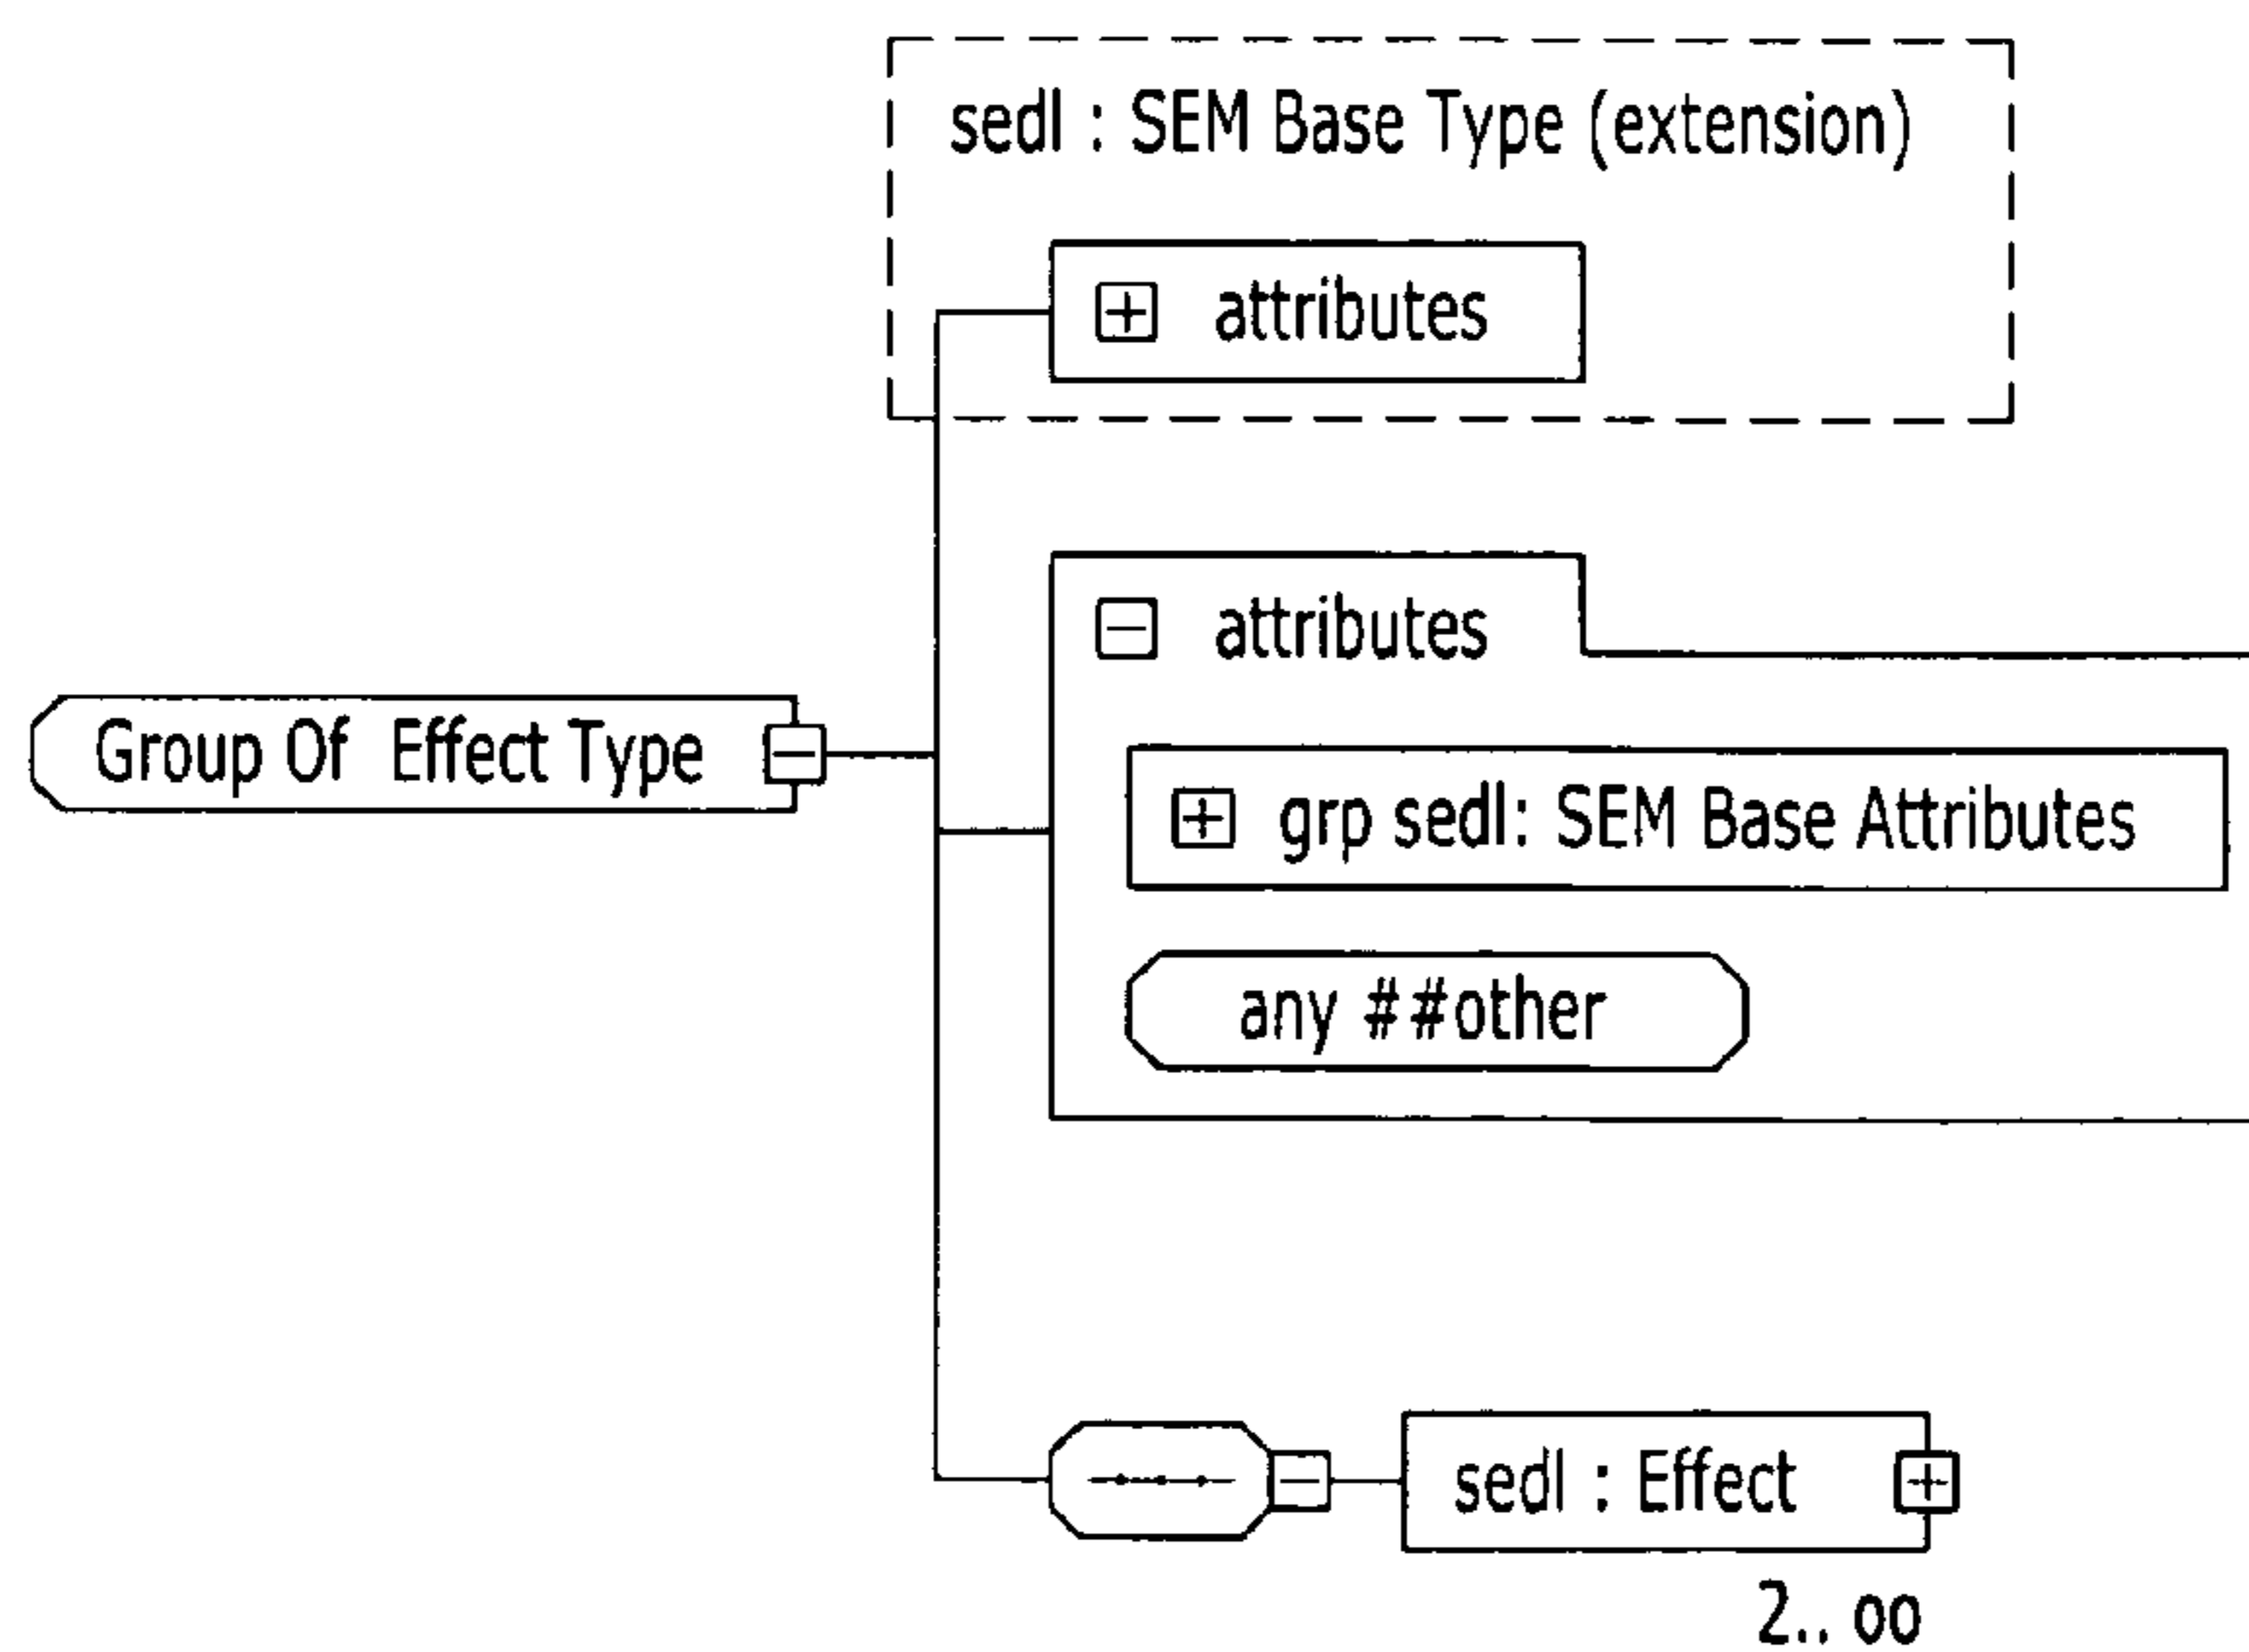 sedl : SEM Base Type (extension)
attributes
attributes
Group Of Effect Type
grp sedl: SEM Base Attributes
any ##other
sedl : Effect
2.. oo